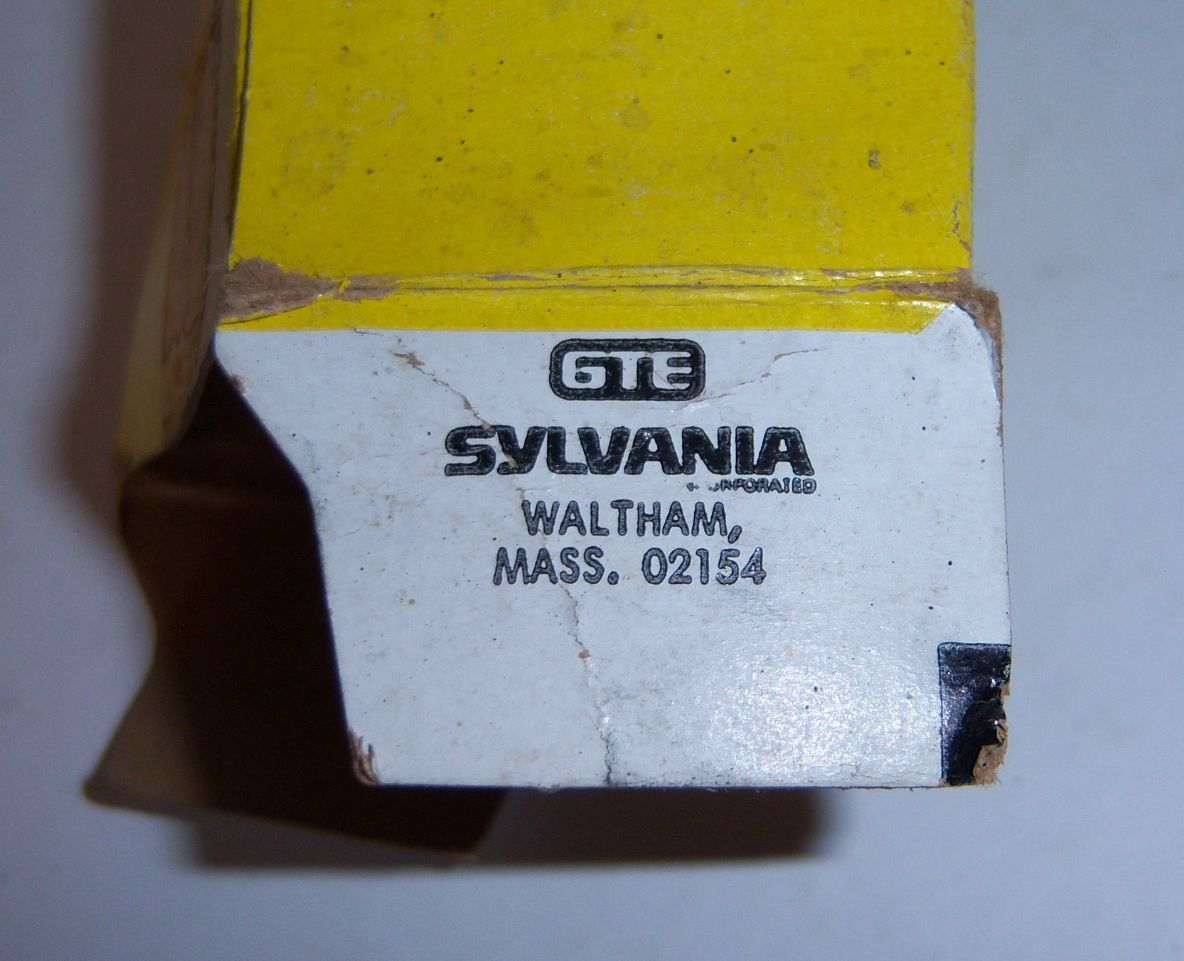 GTE
SYLVANIA
WALTHAM,
MASS. 02154